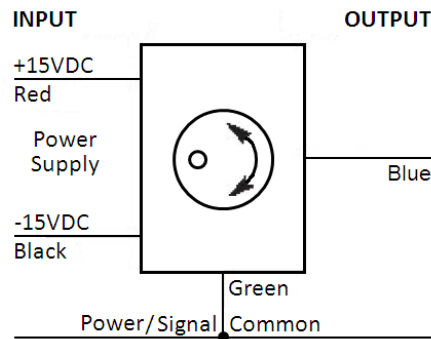 INPUT
OUTPUT
+15VDC
Red
Power
Supply
-15VDC
Black
Blue
Green
Power/Signal Common